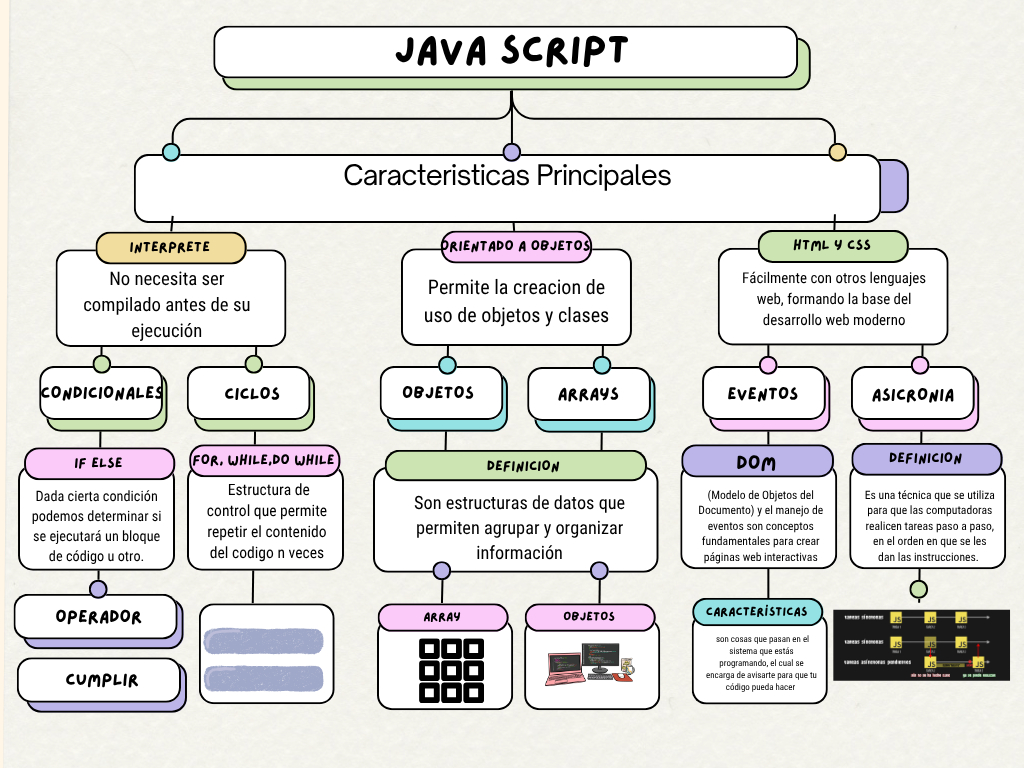 JAVA SCRIPT
Caracteristicas Principales
INTERPRETE
No necesita ser
compilado antes de su
ejecución
ORIENTADO A OBJETOS
Permite la creacion de
uso de objetos y clases
HTML Y CSS
Fácilmente con otros lenguajes
web, formando la base del
desarrollo web moderno
CONDICIONALES
CICLOS
OBJETOS
ARRAYS
EVENTOS
ASICRONIA
IF ELSE
Dada cierta condición
podemos determinar si
se ejecutará un bloque
de código u otro.
FOR, WHILE,DO WHILE
Estructura de
control que permite
repetir el contenido
del codigo n veces
DEFINICION
Son estructuras de datos que
permiten agrupar y organizar
información
DOM
(Modelo de Objetos del
Documento) y el manejo de
eventos son conceptos
fundamentales para crear
páginas web interactivas
DEFINICION
Es una técnica que se utiliza
para que las computadoras
realicen tareas paso a paso,
en el orden en que se les
dan las instrucciones.
OPERADOR
CUMPLIR
ARRAY
OBJETOS
CARACTERÍSTICAS
son cosas que pasan en el
sistema que estás
programando, el cual se
encarga de avisarte para que tu
código pueda hacer
JS JS JS
JS JS JS
JS JS